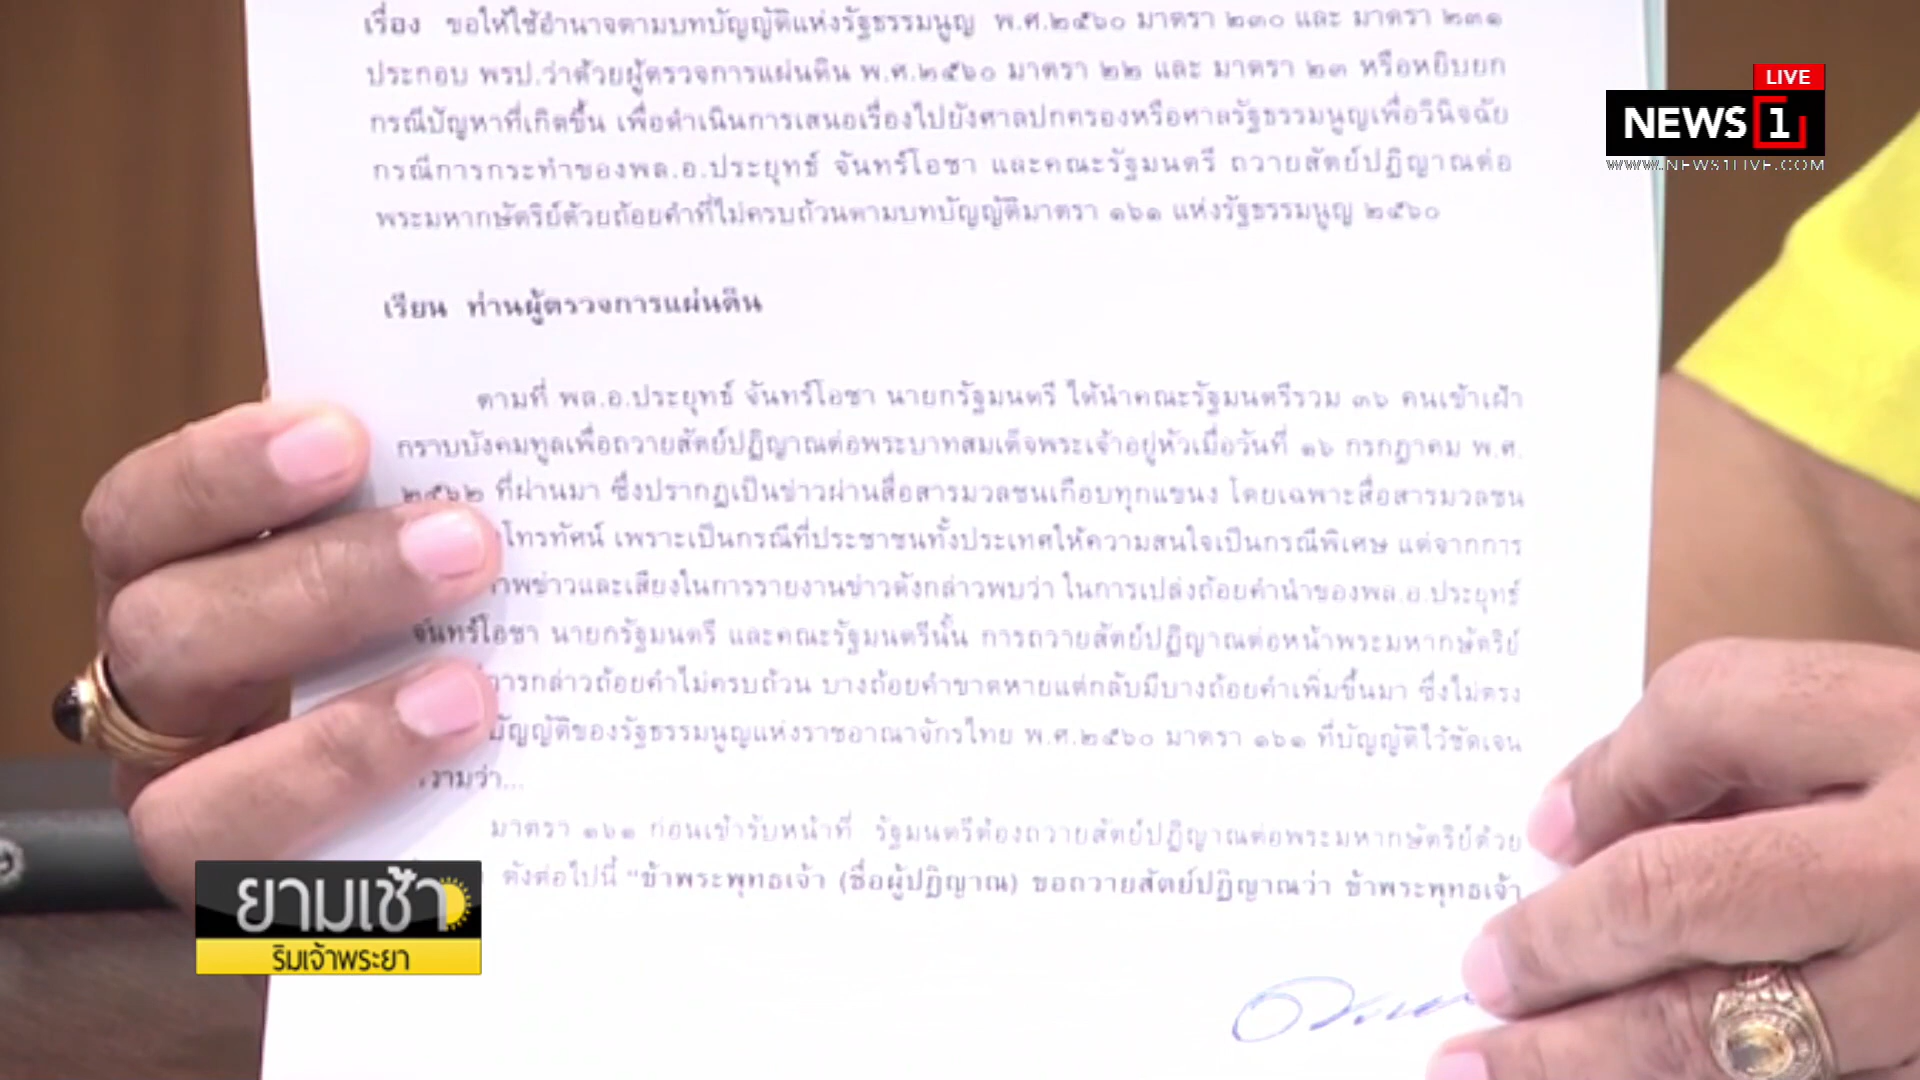 เรื่อง ขอให้ใช้อำนาจตามบทบัญญัติแห่งรัฐธรรมนูญ พ.ศ.๒๕๖๐ มาตรา ๒๓๐ และ มาตรา ๒๓๑
ประกอบ พรป.ว่าด้วยผู้ตรวจการแผ่นดิน พ.ศ.๒๕๖๐ มาตรา ๒๒ และ มาตรา ๒๓ หรือหยิบยก
กรณีปัญหาที่เกิดขึ้น เพื่อดำเนินการเสนอเรื่องไปยังศาลปกครองหรือศาลรัฐธรรมนูญเพื่อวินิจฉัย
กรณีการกระทำของพล.อ.ประยุทธ์ จันทร์โอชา และคณะรัฐมนตรี ถวายสัตย์ปฏิญาณต่อ
พระมหากษัตริย์ด้วยถ้อยคำที่ไม่ครบถ้วนตามบทบัญญัติมาตรา ๑๖๑ แห่งรัฐธรรมนูญ ๒๕๖๐
เรียน ท่านผู้ตรวจการแผ่นดิน
ตามที่ พล.อ.ประยุทธ์ จันทร์โอชา นายกรัฐมนตรี ได้นำคณะรัฐมนตรีรวม ๓๖ คนเข้าเฝ้า
กราบบังคมทูลเพื่อถวายสัตย์ปฏิญาณต่อพระบาทสมเด็จพระเจ้าอยู่หัวเมื่อวันที่ ๑๖ กรกฎาคม พ.ศ.
๒๕๖๒ ที่ผ่านมา ซึ่งปรากฏเป็นข่าวผ่านสื่อสารมวลชนเกือบทุกแขนง โดยเฉพาะสื่อสารมวลชน
โทรทัศน์ เพราะเป็นกรณีที่ประชาชนทั้งประเทศให้ความสนใจเป็นกรณีพิเศษ แต่จากการ
าพข่าวและเสียงในการรายงานข่าวดังกล่าวพบว่า ในการเปล่งถ้อยคำนำของพล.อ.ประยุทธ์
จันทร์โอชา นายกรัฐมนตรี และคณะรัฐมนตรีนั้น การถวายสัตย์ปฏิญาณต่อหน้าพระมหากษัตริย์
ารกล่าวถ้อยคำไม่ครบถ้วน บางถ้อยคำขาดหายแต่กลับมีบางถ้อยคำเพิ่มขึ้นมา ซึ่งไม่ตรง
บัญญัติของรัฐธรรมนูญแห่งราชอาณาจักรไทย พ.ศ.๒๕๖๐ มาตรา ๑๖๑ ที่บัญญัติไว้ชัดเจน
วามว่า...
มาตรา ๑๖๑ ก่อนเข้ารับหน้าที่ รัฐมนตรีต้องถวายสัตย์ปฏิญาณต่อพระมหากษัตริย์ด้วย
ดังต่อไปนี้ "ข้าพระพุทธเจ้า (ชื่อผู้ปฏิญาณ) ขอถวายสัตย์ปฏิญาณว่า ข้าพระพุทธเจ้า
LIVE
NEWS 1
WWW.NEWS1LIVE.COM
ยามเช้า
ริมเจ้าพระยา